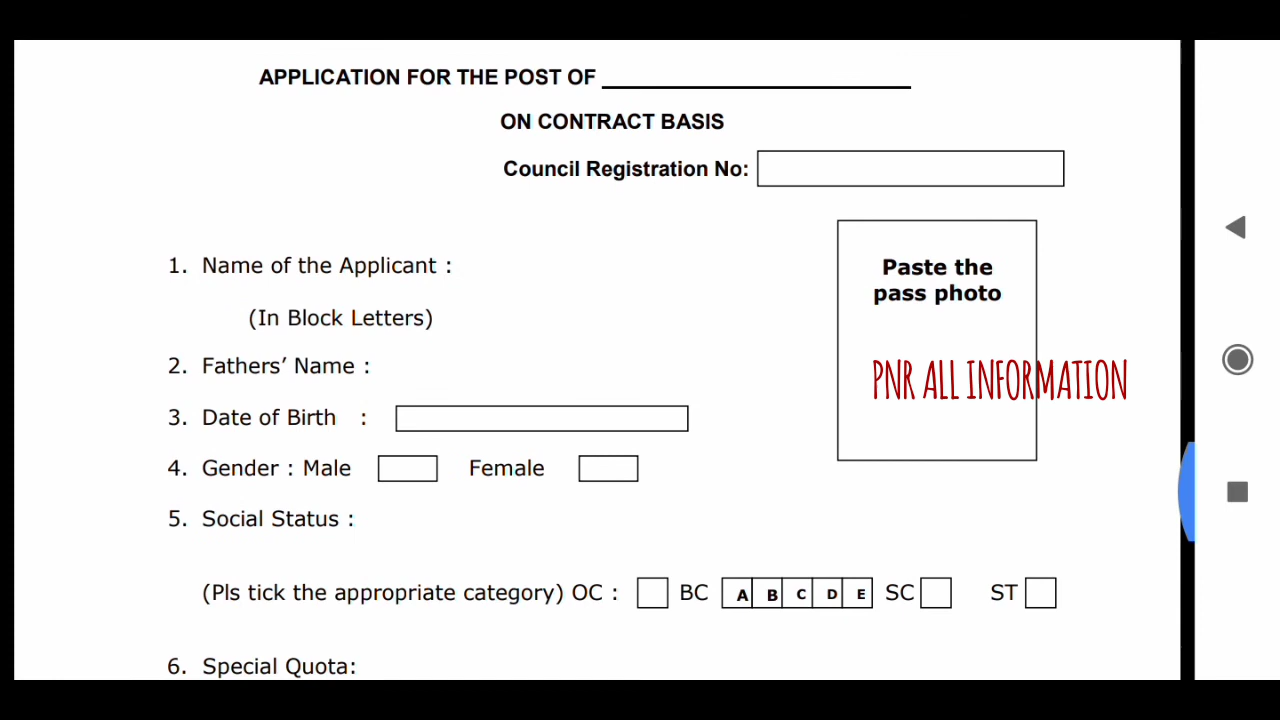 APPLICATION FOR THE POST OF
ON CONTRACT BASIS
Council Registration No:
Paste the
pass photo
1. Name of the Applicant :
(In Block Letters)
2. Fathers’ Name :
PNR ALL INFORMATION
3. Date of Birth :
4. Gender : Male Female
5. Social Status :
(Pls tick the appropriate category) OC : BC A B C D E SC ST
6. Special Quota: